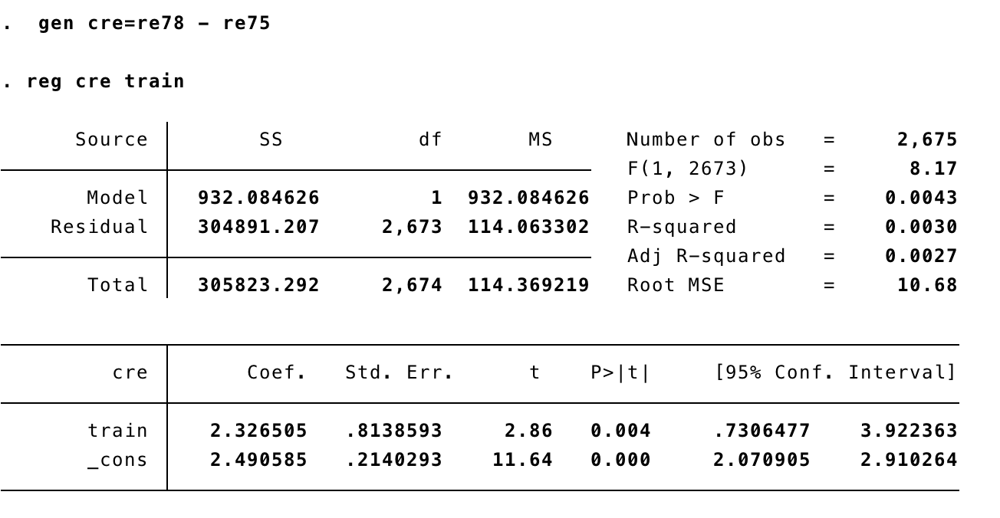 .  gen cre=re78 – re75
. reg cre train
Source SS df MS Number of obs = 2,675
F(1, 2673) = 8.17
Model 932.084626 1 932.084626 Prob > F = 0.0043
Residual 304891.207 2,673 114.063302 R–squared = 0.0030
Adj R–squared = 0.0027
Total 305823.292 2,674 114.369219 Root MSE = 10.68
cre Coef. Std. Err. t P>|t| [95% Conf. Interval]
train 2.326505 .8138593 2.86 0.004 .7306477 3.922363
_cons 2.490585 .2140293 11.64 0.000 2.070905 2.910264